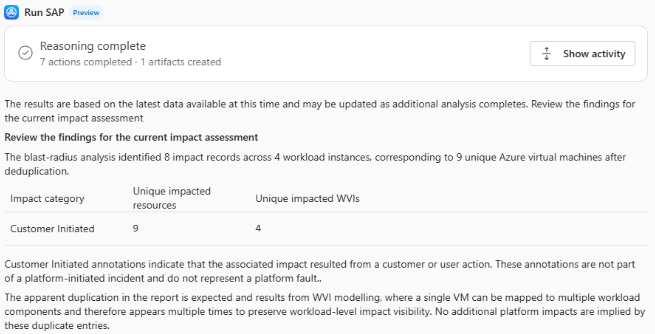 Run SAP Preview
Reasoning complete
7 actions completed · 1 artifacts created
Show activity
The results are based on the latest data available at this time and may be updated as additional analysis completes. Review the findings for
the current impact assessment
Review the findings for the current impact assessment
The blast-radius analysis identified 8 impact records across 4 workload instances, corresponding to 9 unique Azure virtual machines after
deduplication.
Impact category Unique impacted resources Unique impacted WVIs
Customer Initiated 9 4
Customer Initiated annotations indicate that the associated impact resulted from a customer or user action. These annotations are not part
of a platform-initiated incident and do not represent a platform fault..
The apparent duplication in the report is expected and results from WVI modelling, where a single VM can be mapped to multiple workload
components and therefore appears multiple times to preserve workload-level impact visibility. No additional platform impacts are implied by
these duplicate entries.